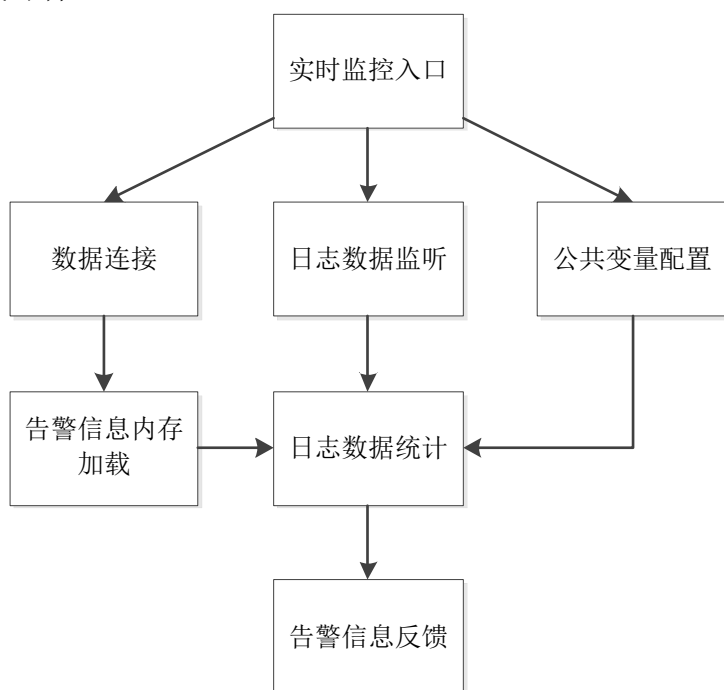 实时监控入口
数据连接
日志数据监听
公共变量配置
告警信息内存
加载
日志数据统计
告警信息反馈